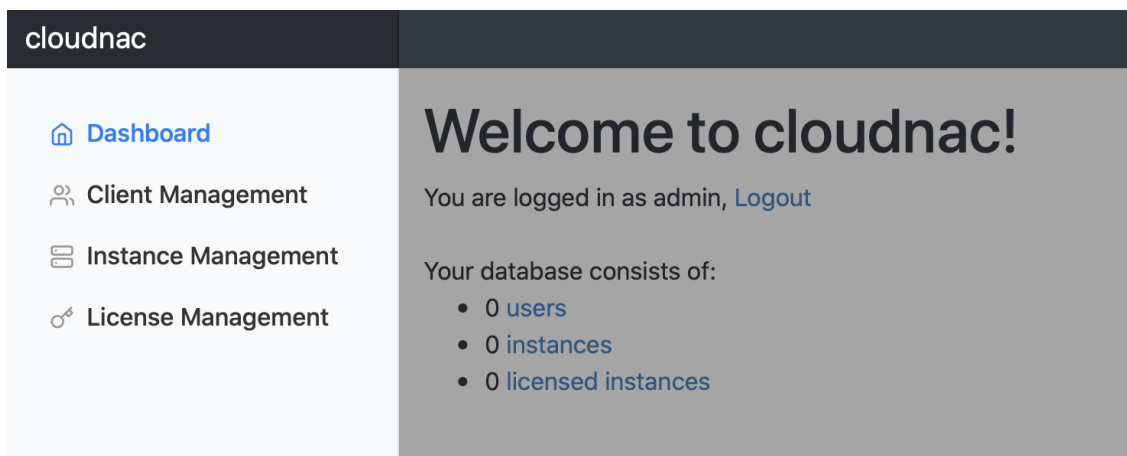 cloudnac
Dashboard
Client Management
Instance Management
License Management
Welcome to cloudnac!
You are logged in as admin, Logout
Your database consists of:
• 0 users
• 0 instances
• 0 licensed instances